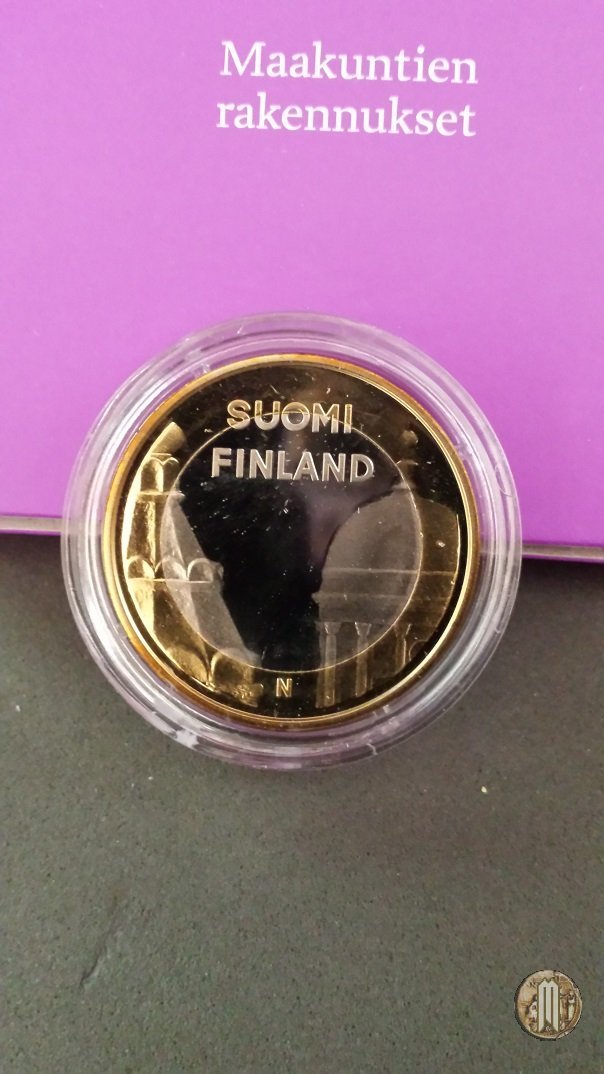 Maakuntien
rakennukset
SUOMI
FINLAND
N